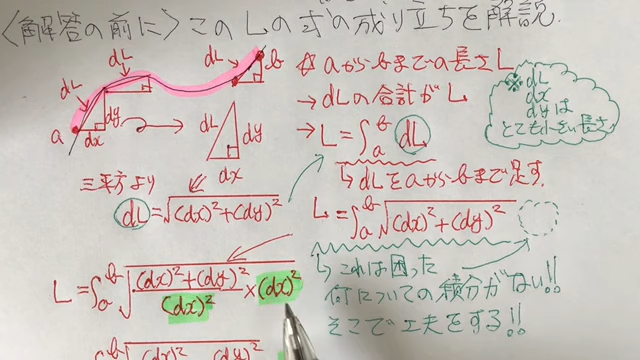 〈解答の前に〉このLの式の成り立ちを解説.
dL
dL
dL
b
a
dx
dy
dL
dy
dx
☆aからbまでの長さL
→dLの合計がL
→L=∫ₐᵇ dL
↳dLをaからbまで足す.
※dL
dx
dyは
とても小さい長さ
三平方より
dL=√((dx)²+(dy)²)
L=∫ₐᵇ√((dx)²+(dy)²)
L=∫ₐᵇ√(((dx)²+(dy)²)/(dx)²×(dx)²)
↳これは困った
何についての積分がない!!
そこで工夫をする!!